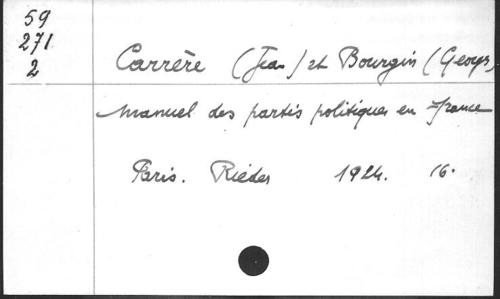 59
271
2
Carrère (Jean) et Bourgin (Georges)
Manuel des partis politiques en France
Paris. Rieder 1924. 16.